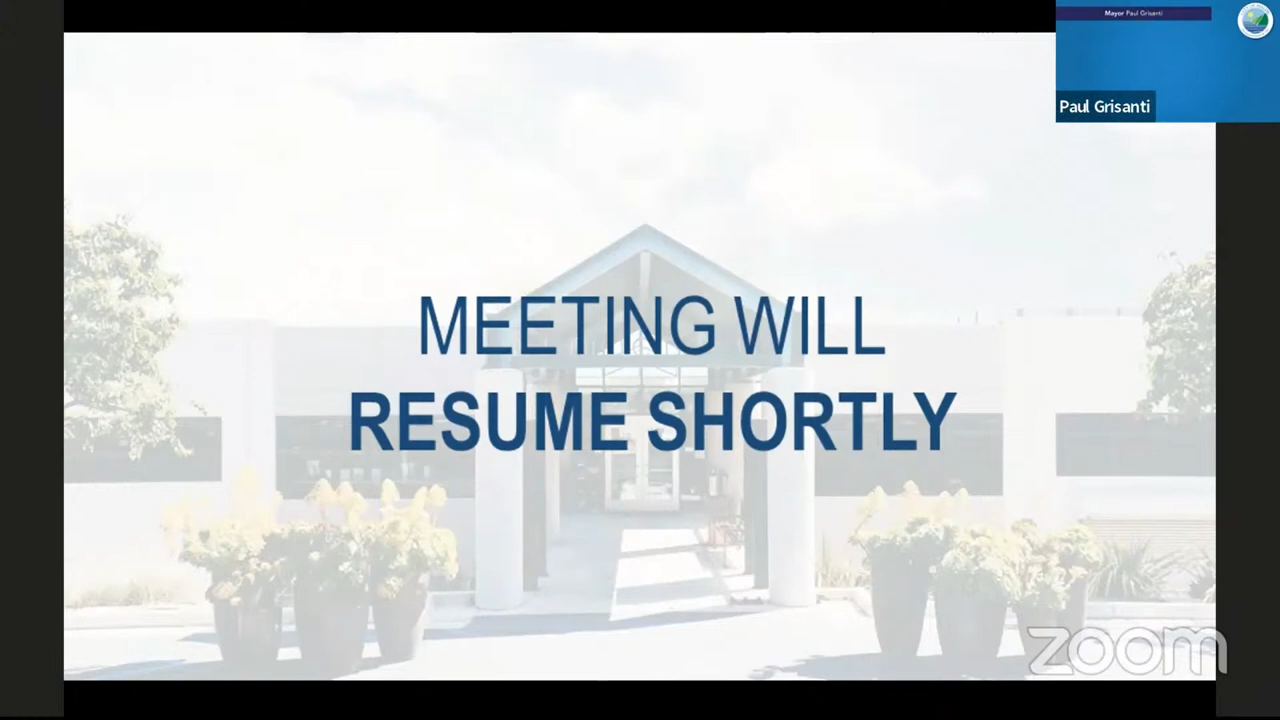 Mayor Paul Grisanti
Paul Grisanti
MEETING WILL
RESUME SHORTLY
zoom